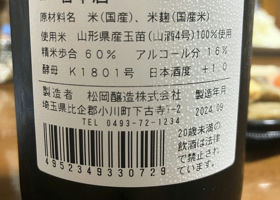 原材料名　米(国産)、米麹(国産米)
使用米　山形県産玉苗(山酒4号)100%使用
精米歩合 60%　アルコール分 16%
酵母　K1801号　日本酒度 +1.0
製造者　松岡醸造株式会社
埼玉県比企郡小川町下古寺7-2
TEL 0493-72-1234
製造年月
2024.09
20歳未満の
飲酒は法律
で禁止され
ています。
4952349330729